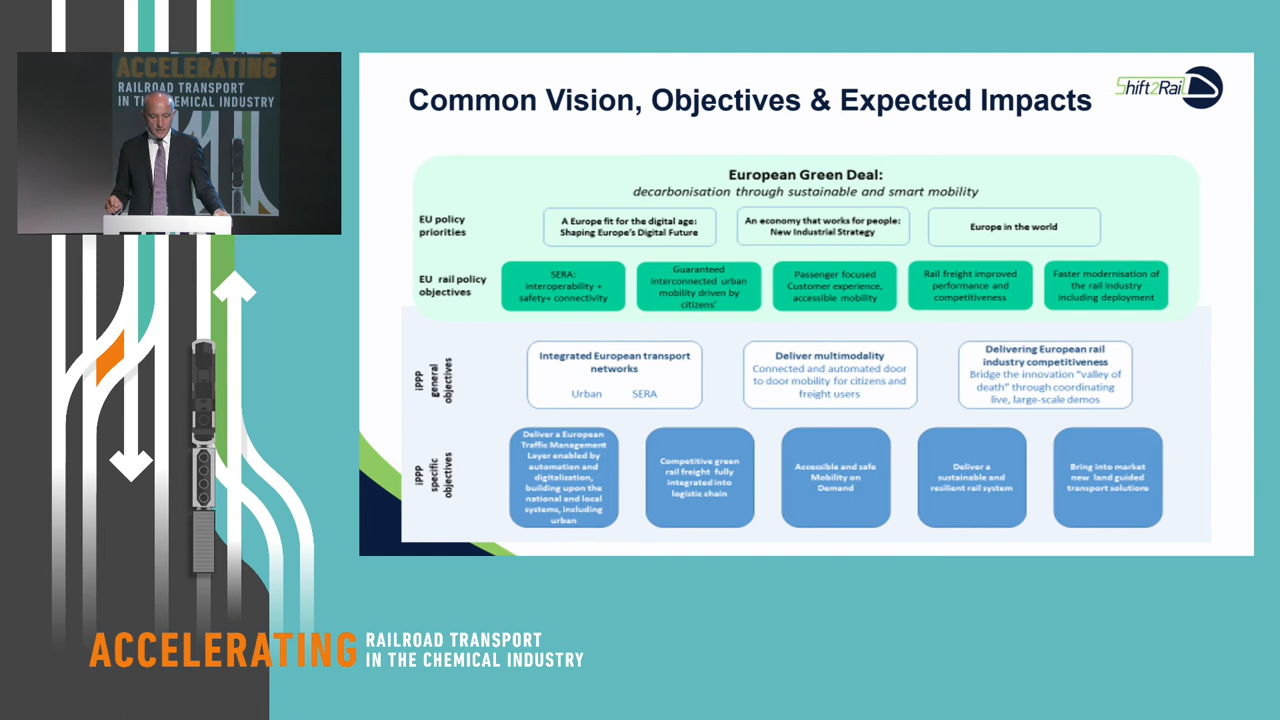 ACCELERATING
RAILROAD TRANSPORT
IN THE CHEMICAL INDUSTRY
Common Vision, Objectives & Expected Impacts
Shift2Rail
European Green Deal:
decarbonisation through sustainable and smart mobility
EU policy
priorities
A Europe fit for the digital age:
Shaping Europe's Digital Future
An economy that works for people:
New Industrial Strategy
Europe in the world
EU rail policy
objectives
SERA:
Interoperability +
safety+ connectivity
Guaranteed
interconnected urban
mobility driven by
citizens'
Passenger focused
Customer experience,
accessible mobility
Rail freight improved
performance and
competitiveness
Faster modernisation of
the rail industry
including deployment
iPPP
general
objectives
Integrated European transport
networks
Urban SERA
Deliver multimodality
Connected and automated door
to door mobility for citizens and
freight users
Delivering European rail
industry competitiveness
Bridge the innovation "valley of
death" through coordinating
live, large-scale demos
iPPP
specific
objectives
Deliver a European
Traffic Management
Layer enabled by
automation and
digitalization,
building upon the
national and local
systems, including
urban
Competitive green
rail freight fully
integrated into
logistic chain
Accessible and safe
Mobility on
Demand
Deliver a
sustainable and
resilient rail system
Bring into market
new land guided
transport solutions
ACCELERATING
RAILROAD TRANSPORT
IN THE CHEMICAL INDUSTRY